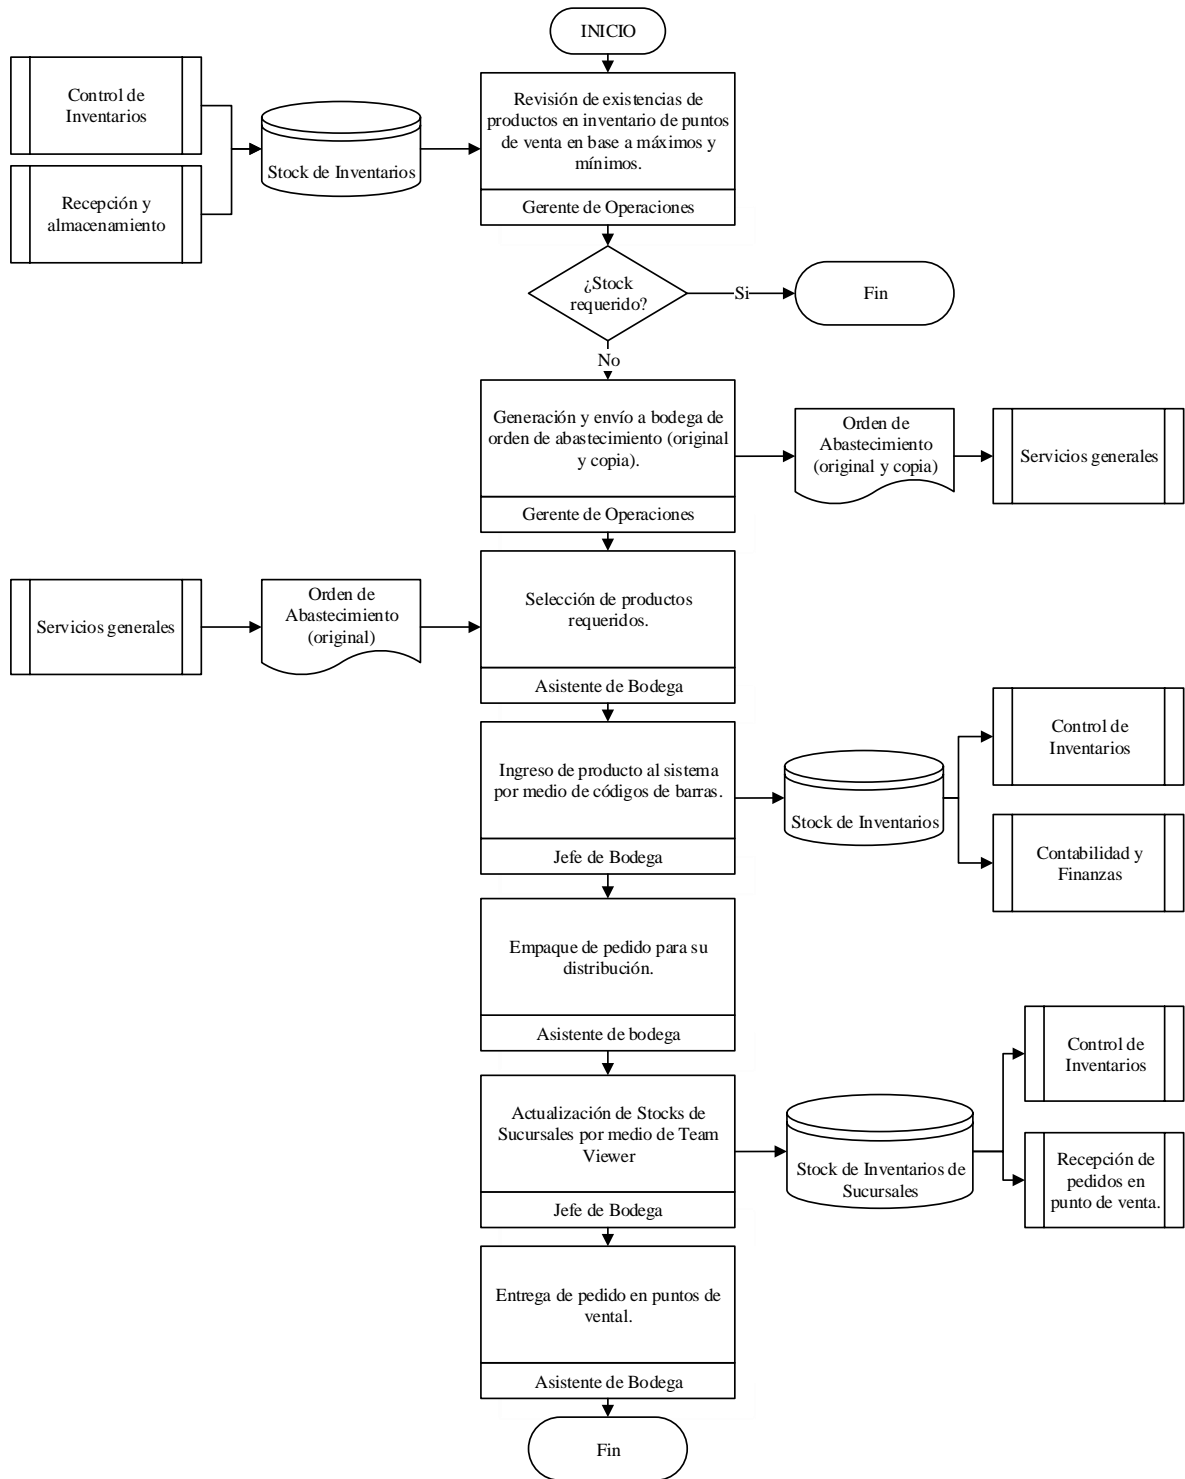 INICIO
Control de
Inventarios
Recepción y
almacenamiento
Stock de Inventarios
Revisión de existencias de
productos en inventario de puntos
de venta en base a máximos y
mínimos.
Gerente de Operaciones
¿Stock
requerido?
Si
Fin
No
Generación y envío a bodega de
orden de abastecimiento (original
y copia).
Gerente de Operaciones
Orden de
Abastecimiento
(original y copia)
Servicios generales
Servicios generales
Orden de
Abastecimiento
(original)
Selección de productos
requeridos.
Asistente de Bodega
Ingreso de producto al sistema
por medio de códigos de barras.
Jefe de Bodega
Stock de Inventarios
Control de
Inventarios
Contabilidad y
Finanzas
Empaque de pedido para su
distribución.
Asistente de bodega
Actualización de Stocks de
Sucursales por medio de Team
Viewer
Jefe de Bodega
Stock de Inventarios de
Sucursales
Control de
Inventarios
Recepción de
pedidos en
punto de venta.
Entrega de pedido en puntos de
vental.
Asistente de Bodega
Fin